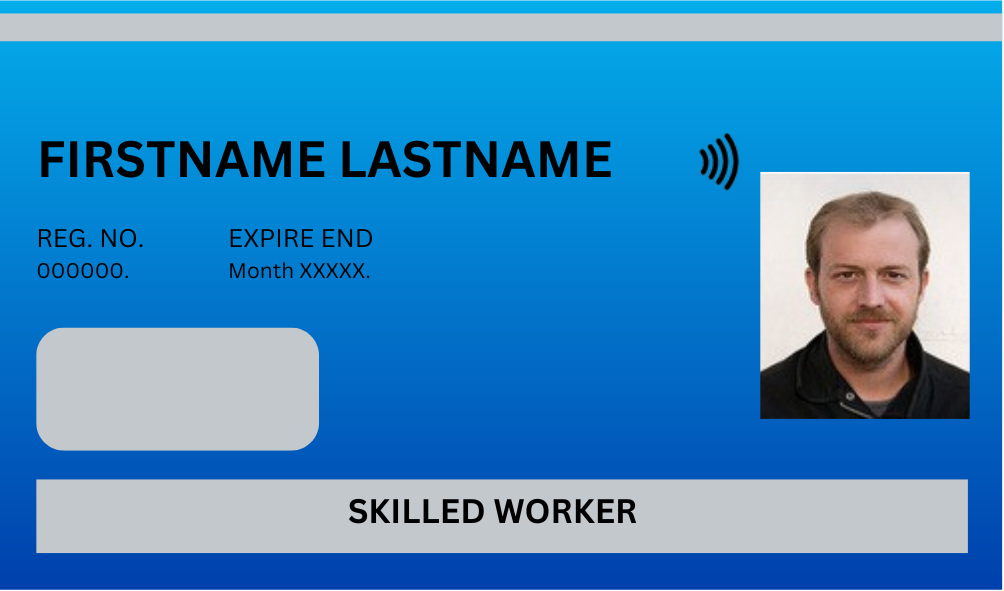 FIRSTNAME LASTNAME
REG. NO. EXPIRE END
000000. Month XXXXX.
SKILLED WORKER